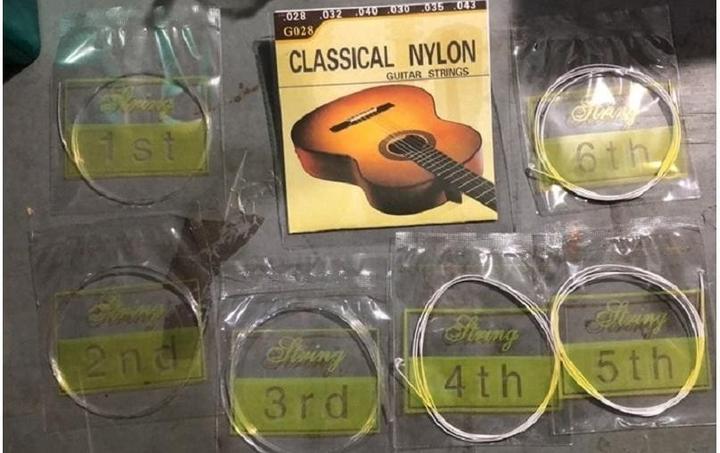 .028 .032 .040 .030 .035 .043
G028
CLASSICAL NYLON
GUITAR STRINGS
String
1st
String
6th
String
2nd
String
3rd
String
4th
String
5th